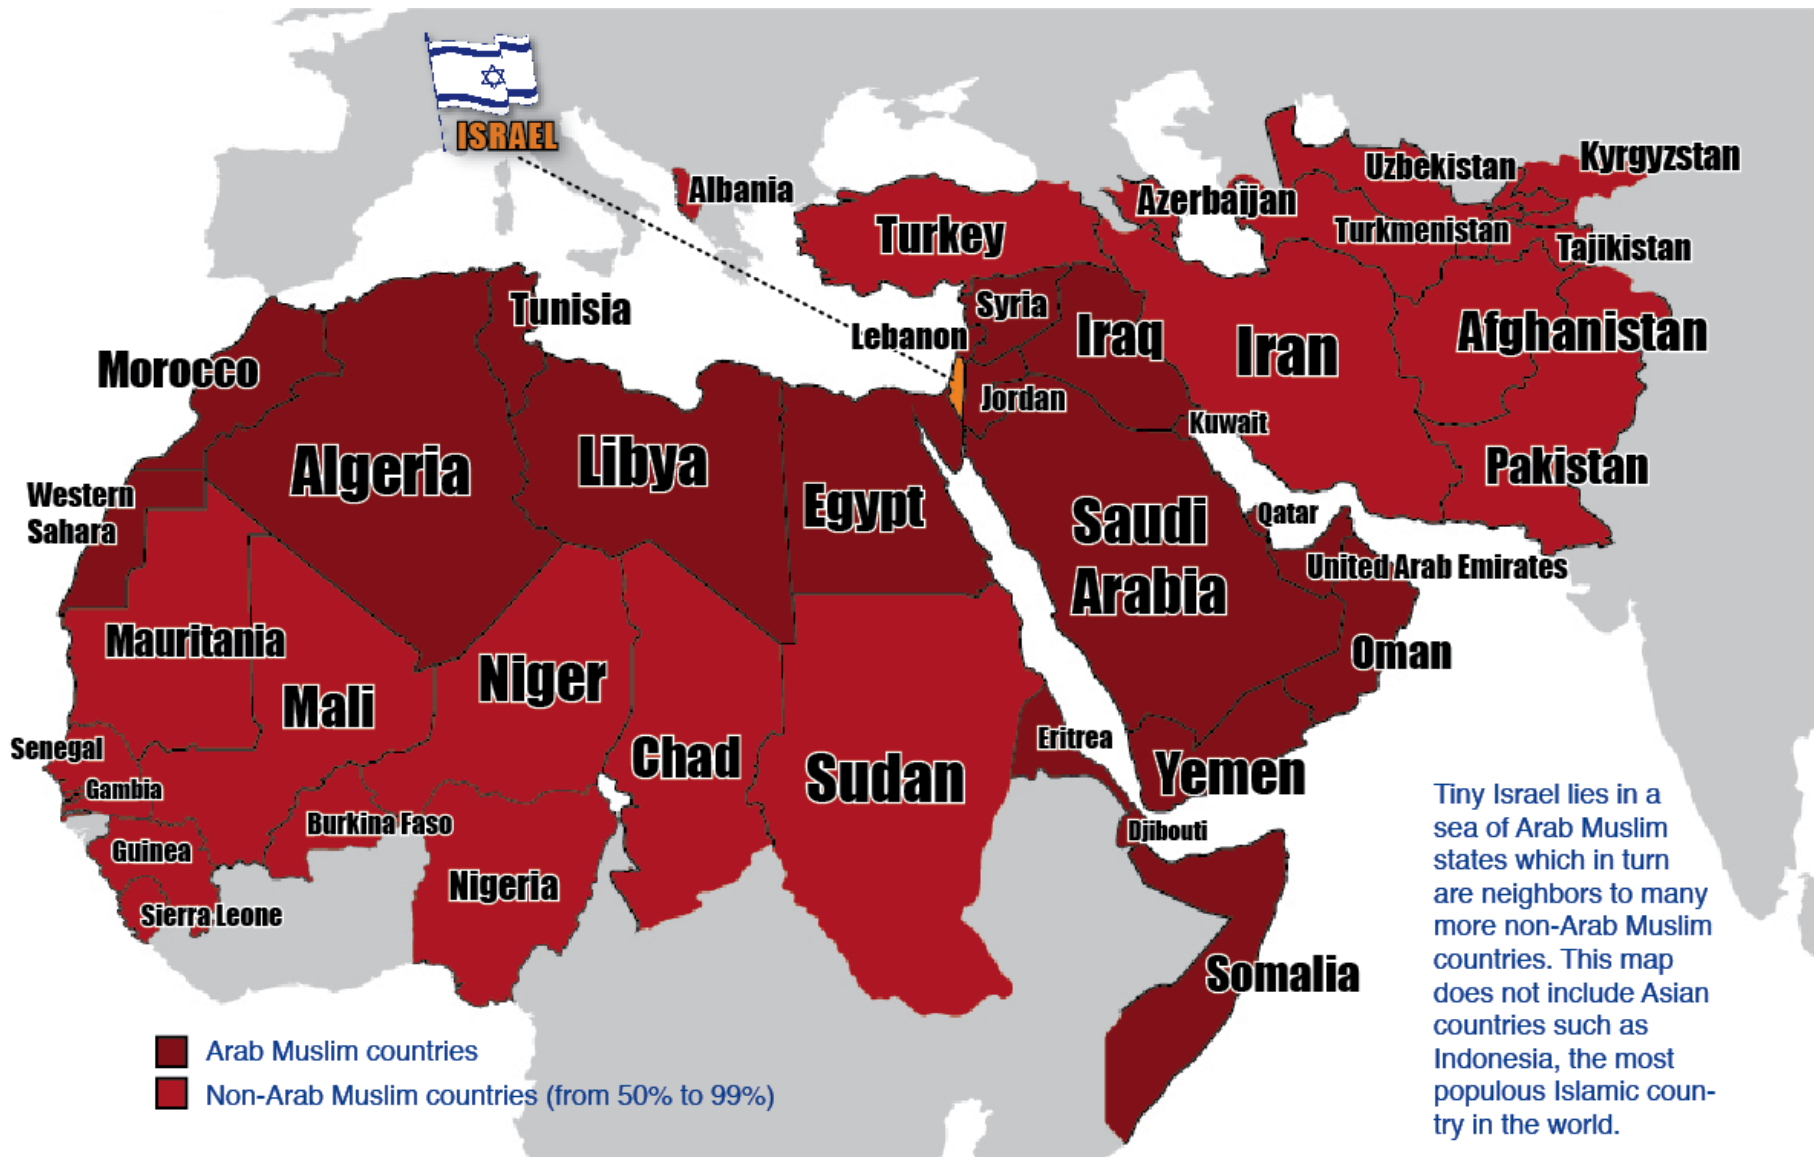 ISRAEL
Albania
Turkey
Azerbaijan
Uzbekistan
Kyrgyzstan
Turkmenistan
Tajikistan
Tunisia
Syria
Lebanon
Iraq
Iran
Afghanistan
Morocco
Jordan
Kuwait
Algeria
Libya
Egypt
Pakistan
Western
Sahara
Saudi
Arabia
Qatar
United Arab Emirates
Mauritania
Oman
Mali
Niger
Senegal
Gambia
Chad
Sudan
Eritrea
Yemen
Burkina Faso
Djibouti
Guinea
Nigeria
Sierra Leone
Somalia
Tiny Israel lies in a
sea of Arab Muslim
states which in turn
are neighbors to many
more non-Arab Muslim
countries. This map
does not include Asian
countries such as
Indonesia, the most
populous Islamic coun-
try in the world.
Arab Muslim countries
Non-Arab Muslim countries (from 50% to 99%)